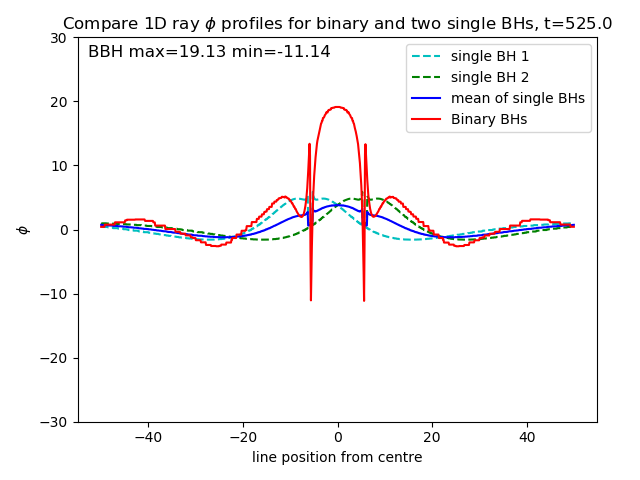 Compare 1D ray ϕ profiles for binary and two single BHs, t=525.0
BBH max=19.13 min=-11.14
single BH 1
single BH 2
mean of single BHs
Binary BHs
30
20
10
0
−10
−20
−30
ϕ
−40
−20
0
20
40
line position from centre